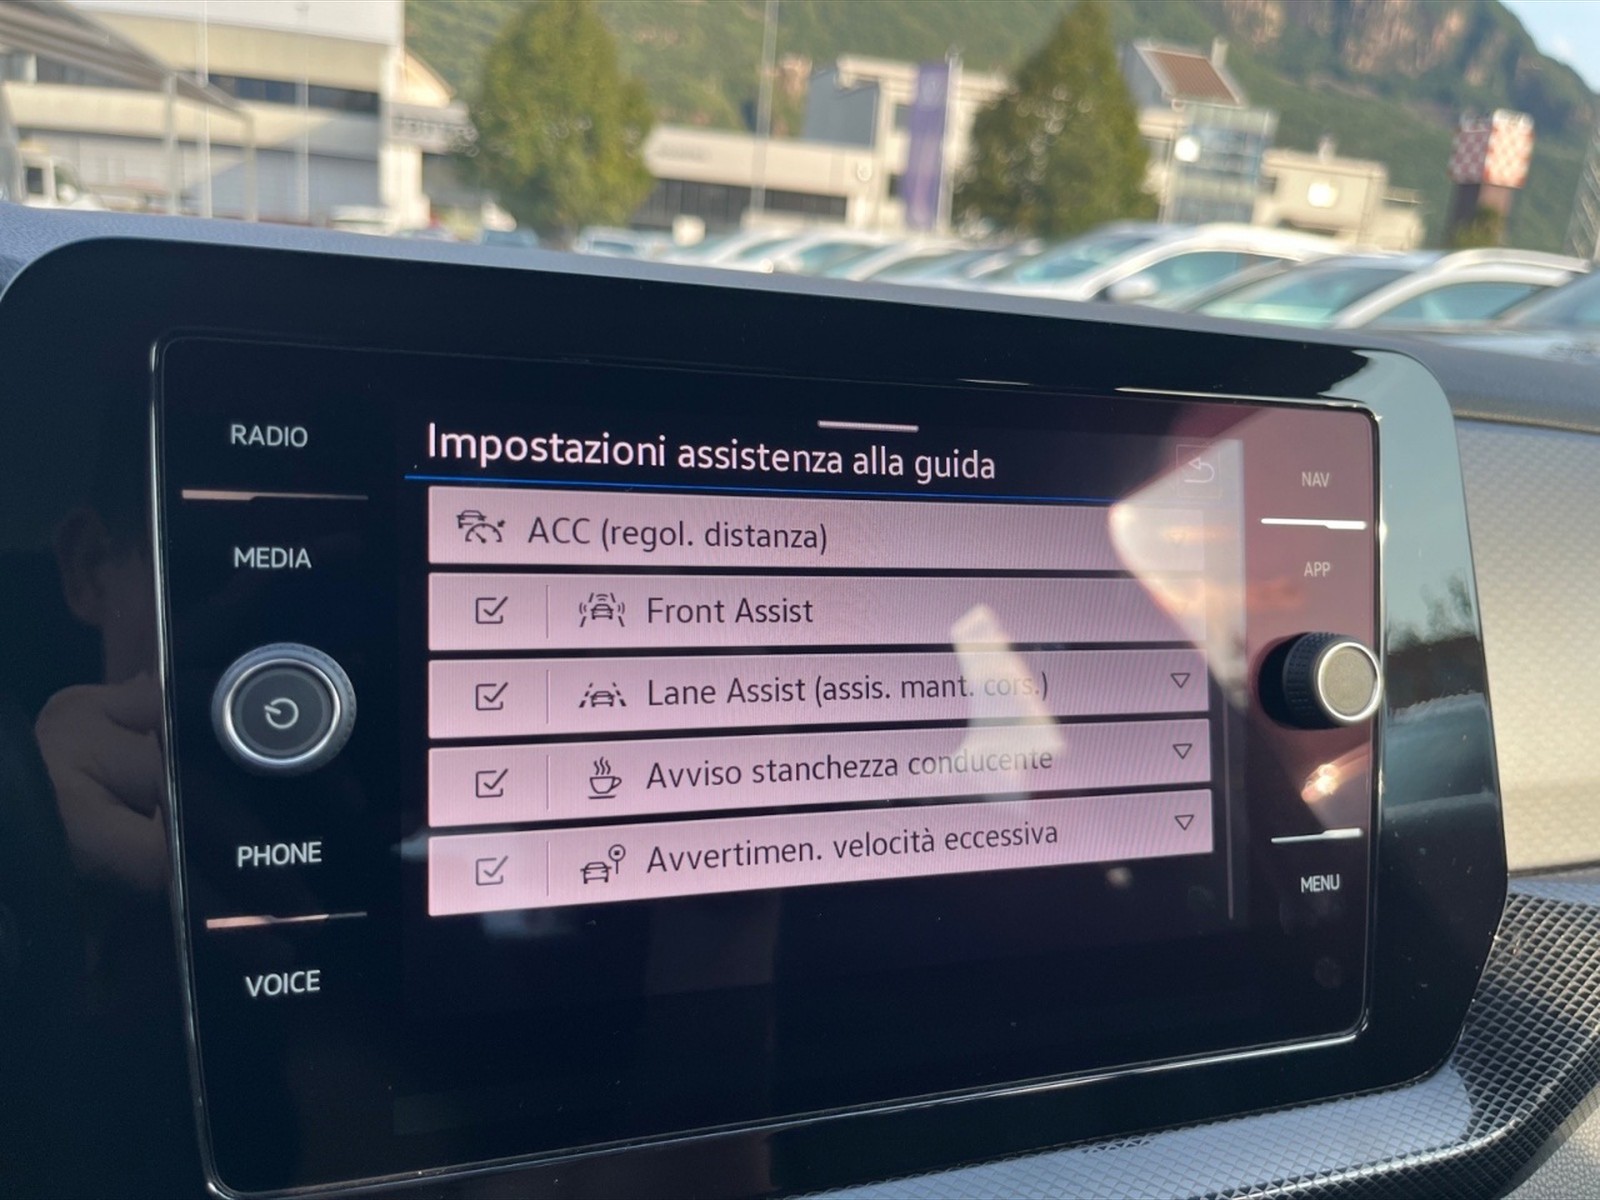 RADIO
MEDIA
PHONE
VOICE
Impostazioni assistenza alla guida
ACC (regol. distanza)
Front Assist
Lane Assist (assis. mant. cors.)
Avviso stanchezza conducente
Avvertimen. velocità eccessiva
NAV
APP
MENU